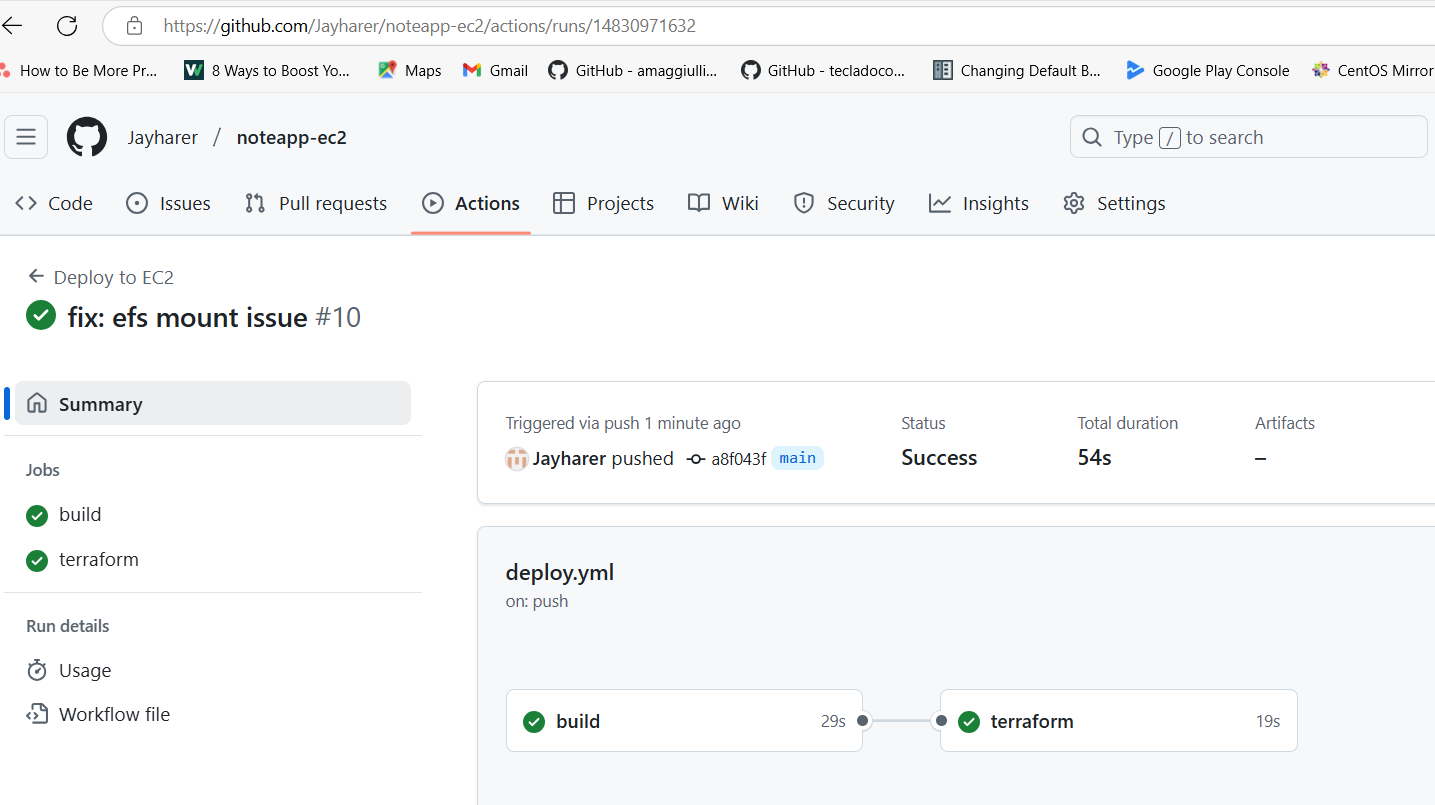 https://github.com/Jayharer/noteapp-ec2/actions/runs/14830971632
How to Be More Pr... 8 Ways to Boost Yo... Maps Gmail GitHub - amaggiulli... GitHub - tecladoco... Changing Default B... Google Play Console CentOS Mirror
Jayharer / noteapp-ec2 Type / to search
Code Issues Pull requests Actions Projects Wiki Security Insights Settings
Deploy to EC2
fix: efs mount issue #10
Summary
Jobs
build
terraform
Run details
Usage
Workflow file
Triggered via push 1 minute ago
Jayharer pushed a8f043f main
Status
Success
Total duration
54s
Artifacts
–
deploy.yml
on: push
build 29s
terraform 19s